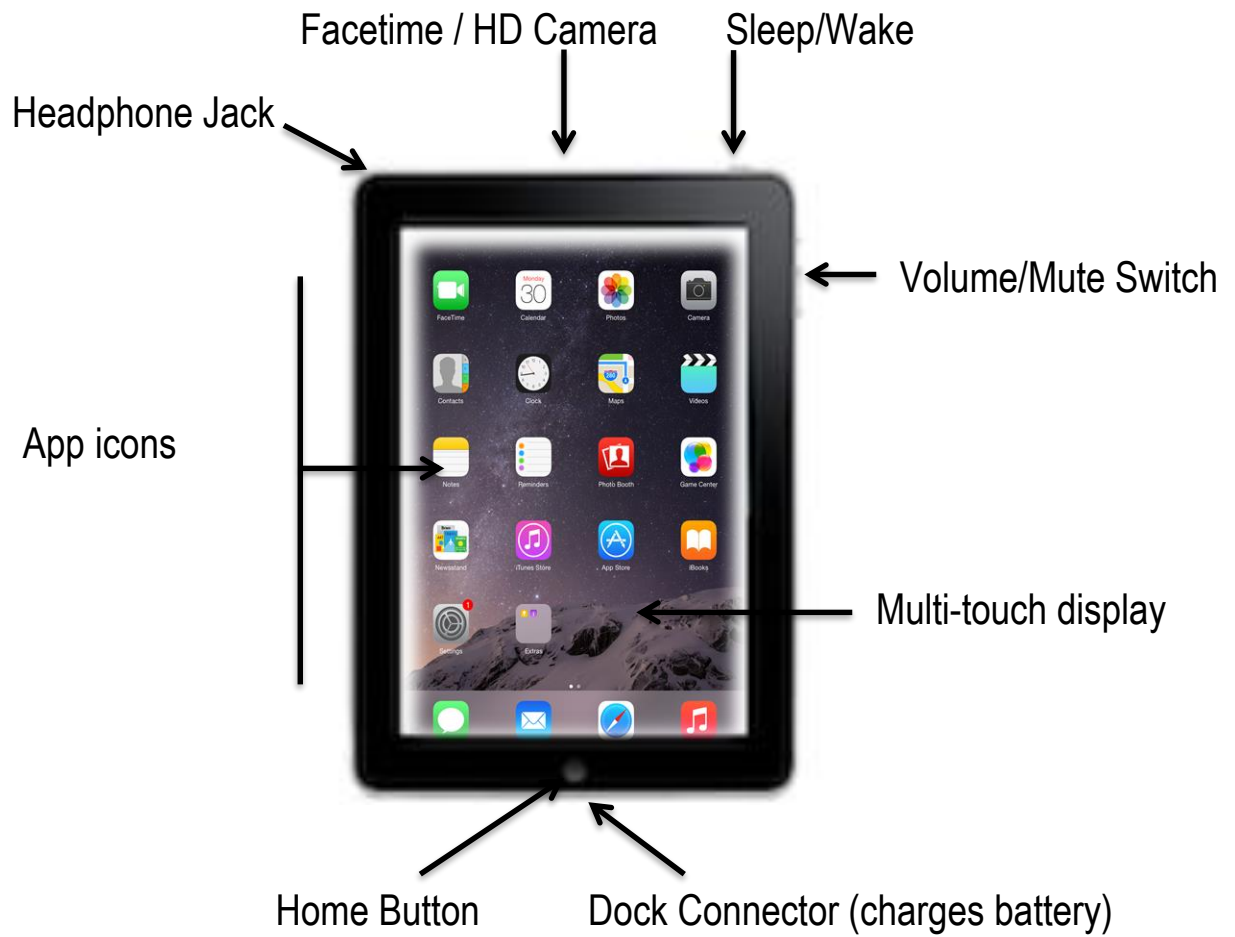 Facetime / HD Camera
Sleep/Wake
Headphone Jack
Volume/Mute Switch
App icons
Multi-touch display
Home Button
Dock Connector (charges battery)
Monday
30
FaceTime
Calendar
Photos
Camera
280
Contacts
Clock
Maps
Videos
Notes
Reminders
Photo Booth
Game Center
Newsstand
iTunes Store
App Store
iBooks
1
Settings
Extras